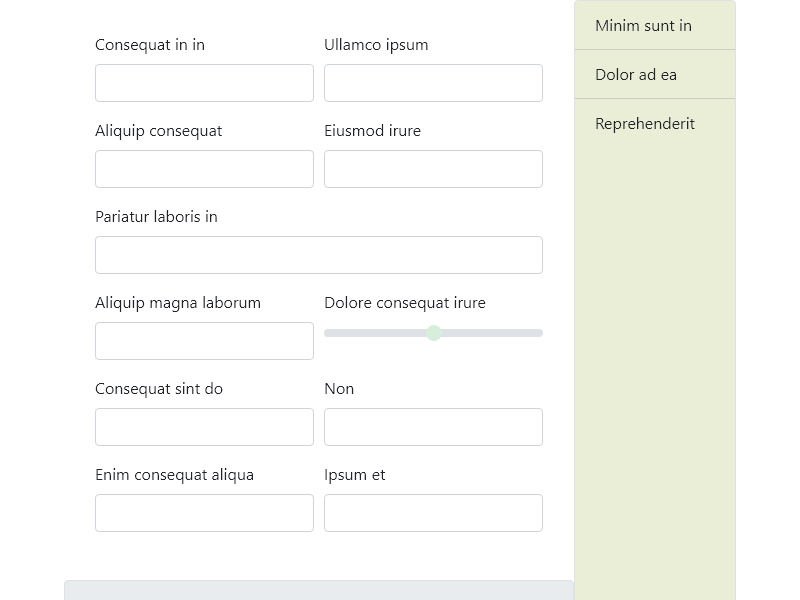 Consequat in in
Ullamco ipsum
Aliquip consequat
Eiusmod irure
Pariatur laboris in
Aliquip magna laborum
Dolore consequat irure
Consequat sint do
Non
Enim consequat aliqua
Ipsum et
Minim sunt in
Dolor ad ea
Reprehenderit